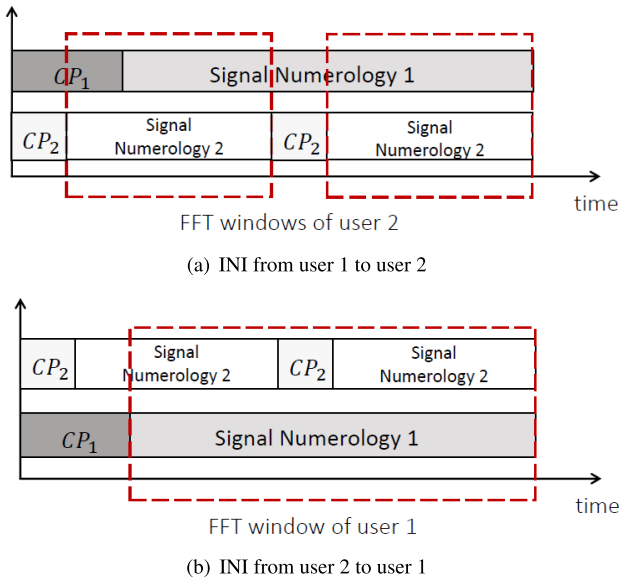 CP₁ Signal Numerology 1
CP₂ Signal
Numerology 2 CP₂ Signal
Numerology 2
time
FFT windows of user 2
(a) INI from user 1 to user 2
CP₂ Signal
Numerology 2 CP₂ Signal
Numerology 2
CP₁ Signal Numerology 1
time
FFT window of user 1
(b) INI from user 2 to user 1